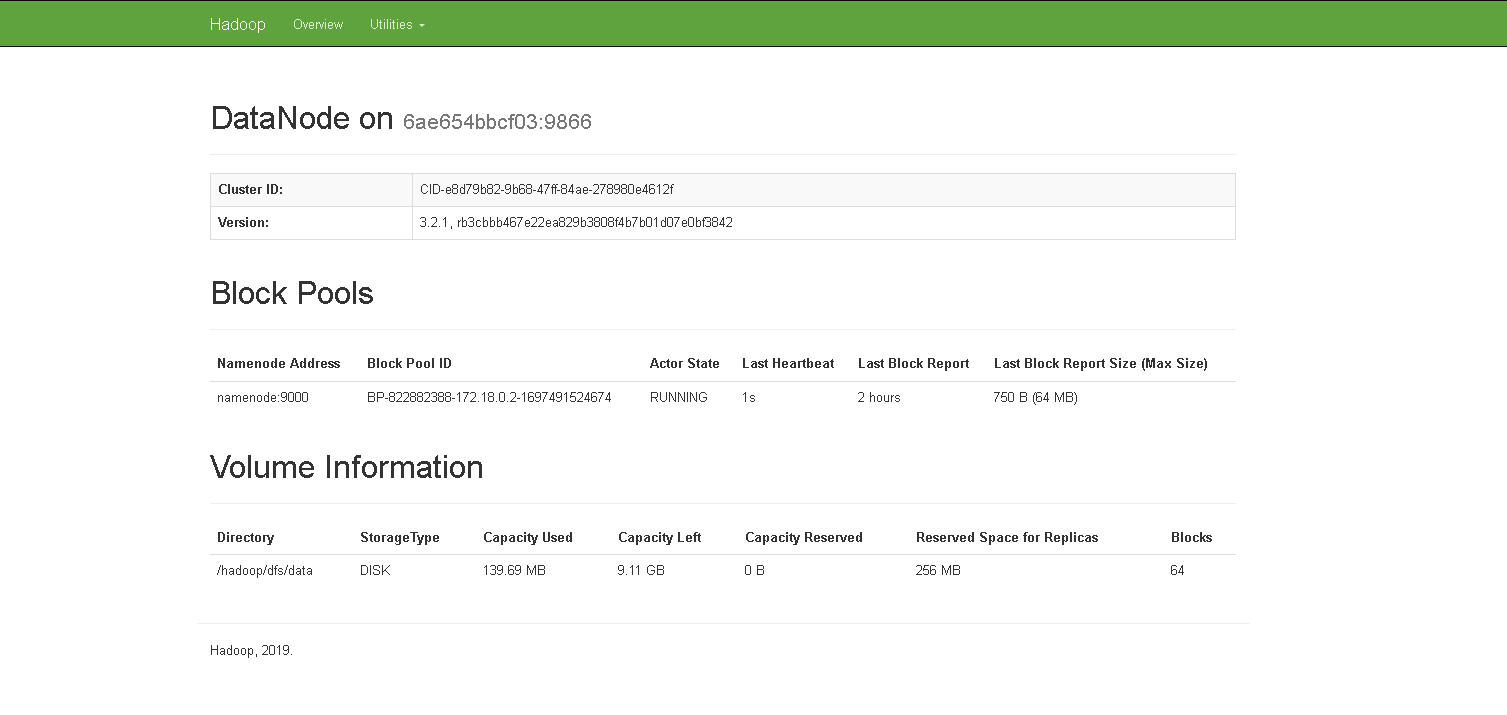 Hadoop Overview Utilities
DataNode on 6ae654bbcf03:9866
Cluster ID: CID-e8d79b82-9b68-47ff-84ae-278980e4612f
Version: 3.2.1, rb3cbbb467e22ea829b3808f4b7b01d07e0bf3842
Block Pools
Namenode Address Block Pool ID Actor State Last Heartbeat Last Block Report Last Block Report Size (Max Size)
namenode:9000 BP-822882388-172.18.0.2-1697491524674 RUNNING 1s 2 hours 750 B (64 MB)
Volume Information
Directory StorageType Capacity Used Capacity Left Capacity Reserved Reserved Space for Replicas Blocks
/hadoop/dfs/data DISK 139.69 MB 9.11 GB 0 B 256 MB 64
Hadoop, 2019.